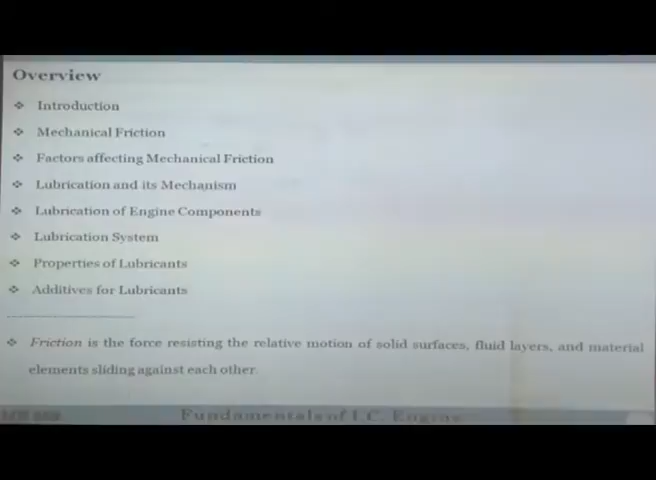 Overview
❖ Introduction
❖ Mechanical Friction
❖ Factors affecting Mechanical Friction
❖ Lubrication and its Mechanism
❖ Lubrication of Engine Components
❖ Lubrication System
❖ Properties of Lubricants
❖ Additives for Lubricants
❖ Friction is the force resisting the relative motion of solid surfaces, fluid layers, and material
elements sliding against each other.
Fundamentals of I.C. Engine